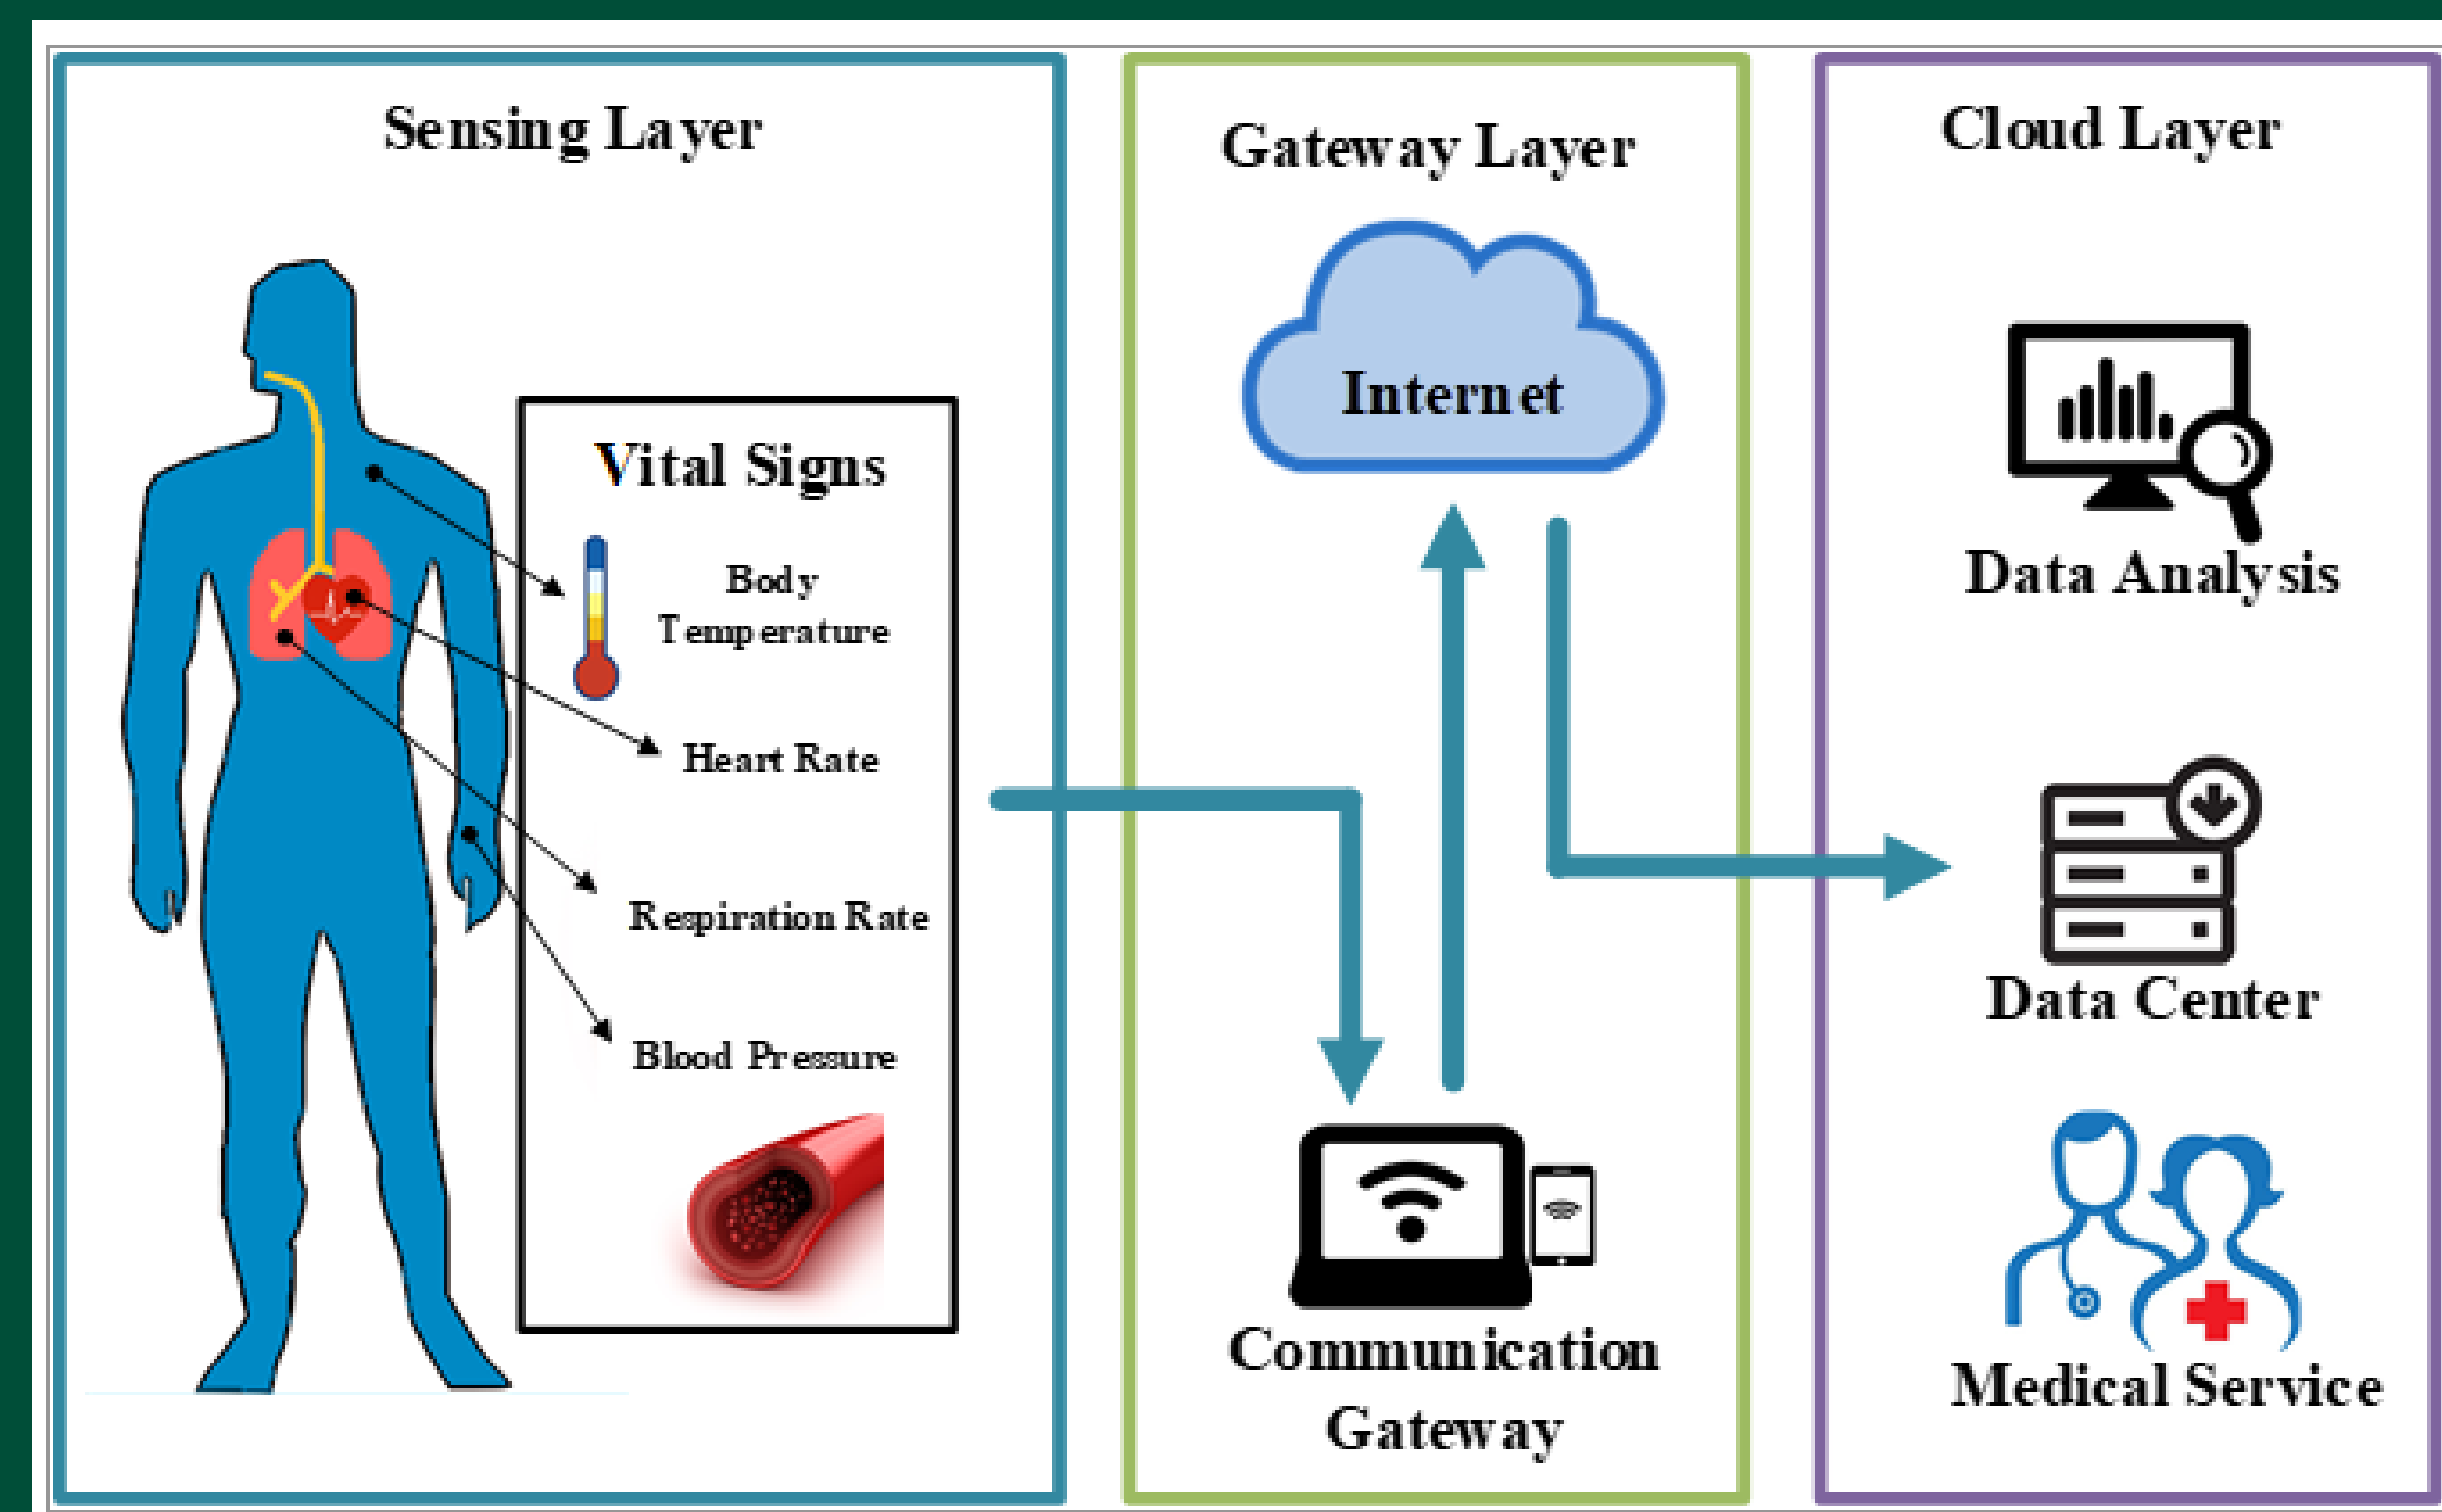 Sensing Layer
Vital Signs
Body
Temperature
Heart Rate
Respiration Rate
Blood Pressure
Gateway Layer
Internet
Communication
Gateway
Cloud Layer
Data Analysis
Data Center
Medical Service